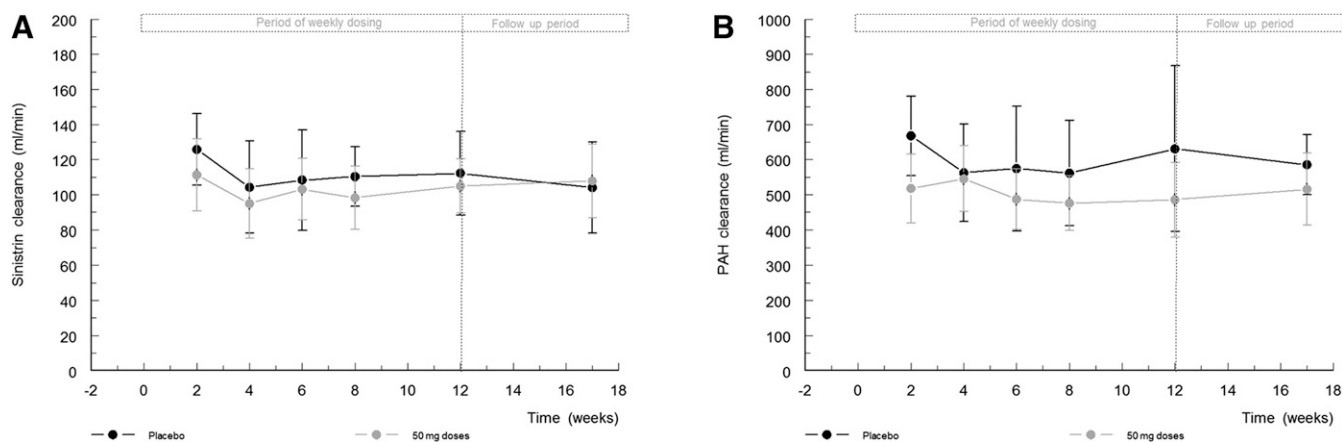 A
Period of weekly dosing
Follow up period
200
180
160
140
120
100
80
60
40
20
0
Sinistrin clearance (ml/min)
-2 0 2 4 6 8 10 12 14 16 18
Time (weeks)
Placebo
50 mg doses
B
Period of weekly dosing
Follow up period
1000
900
800
700
600
500
400
300
200
100
0
PAH clearance (ml/min)
-2 0 2 4 6 8 10 12 14 16 18
Time (weeks)
Placebo
50 mg doses